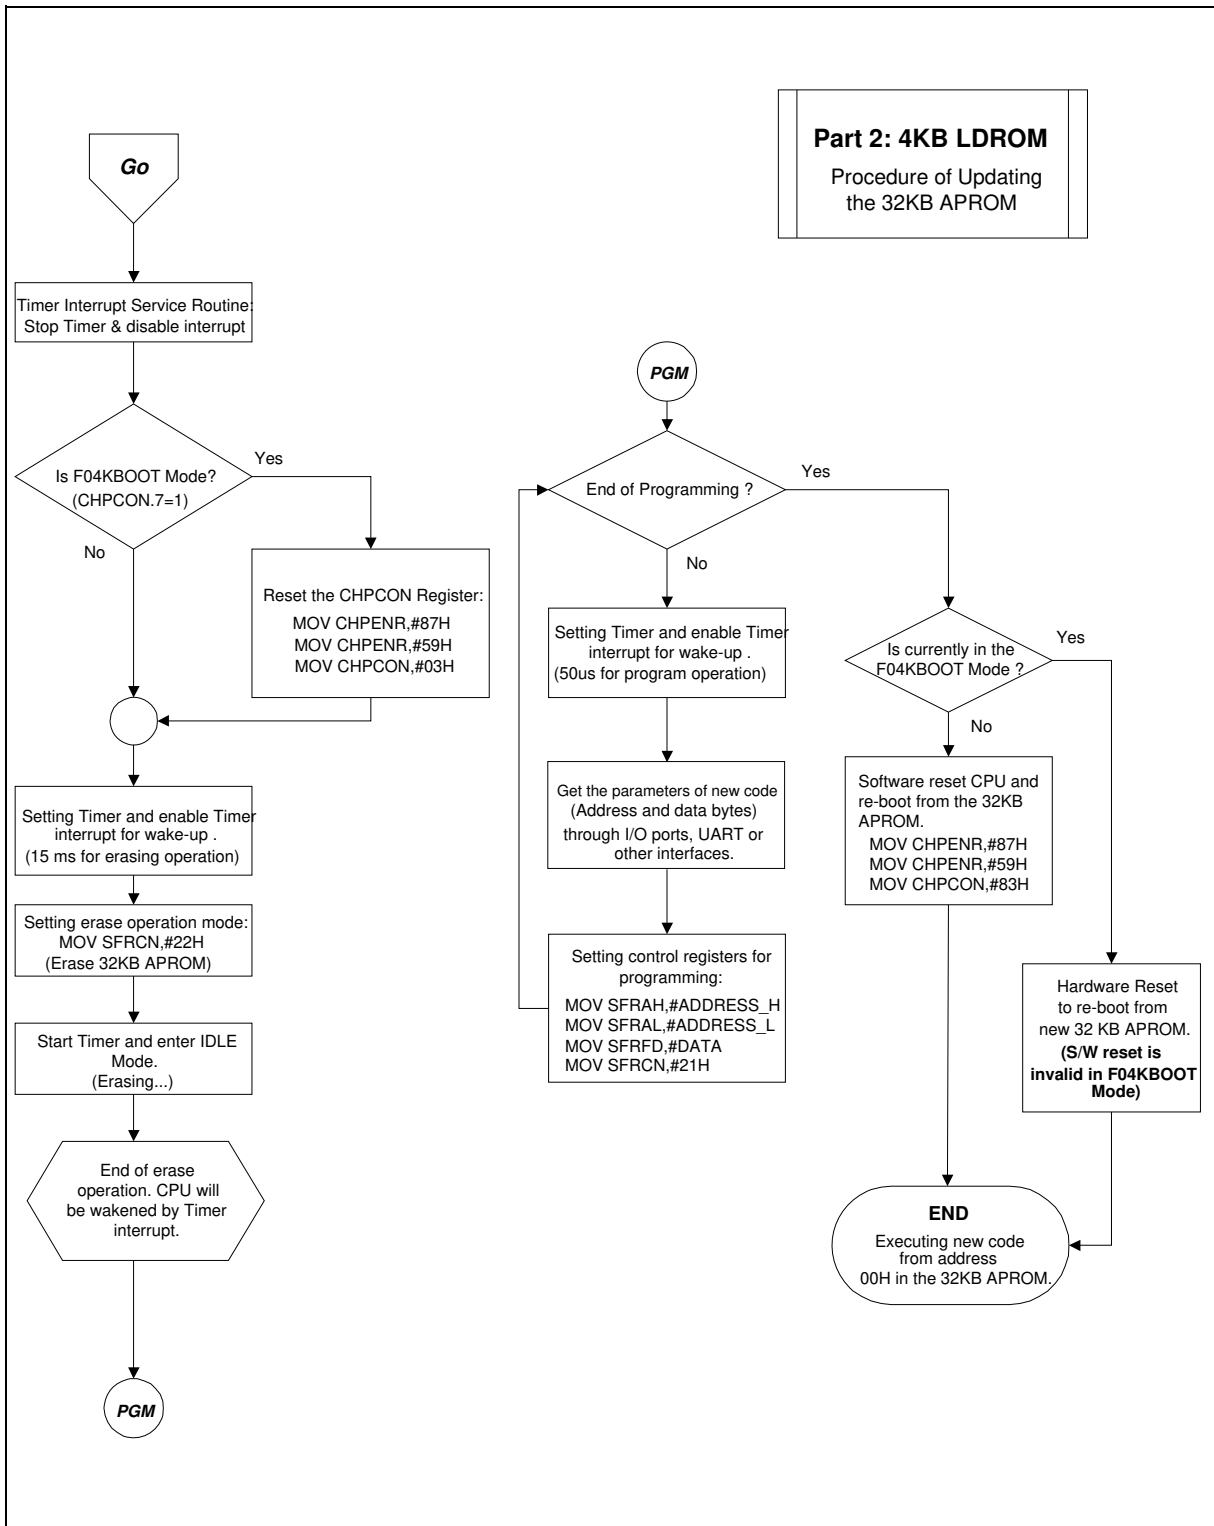 Part 2: 4KB LDROM
Procedure of Updating
the 32KB APROM
Go
Timer Interrupt Service Routine:
Stop Timer & disable interrupt
Is F04KBOOT Mode?
(CHPCON.7=1)
Yes
No
Reset the CHPCON Register:
MOV CHPENR,#87H
MOV CHPENR,#59H
MOV CHPCON,#03H
Setting Timer and enable Timer
interrupt for wake-up .
(15 ms for erasing operation)
Setting erase operation mode:
MOV SFRCN,#22H
(Erase 32KB APROM)
Start Timer and enter IDLE
Mode.
(Erasing...)
End of erase
operation. CPU will
be wakened by Timer
interrupt.
PGM
PGM
End of Programming ?
Yes
No
Setting Timer and enable Timer
interrupt for wake-up .
(50us for program operation)
Get the parameters of new code
(Address and data bytes)
through I/O ports, UART or
other interfaces.
Setting control registers for
programming:
MOV SFRAH,#ADDRESS_H
MOV SFRAL,#ADDRESS_L
MOV SFRFD,#DATA
MOV SFRCN,#21H
Is currently in the
F04KBOOT Mode ?
Yes
No
Software reset CPU and
re-boot from the 32KB
APROM.
MOV CHPENR,#87H
MOV CHPENR,#59H
MOV CHPCON,#83H
Hardware Reset
to re-boot from
new 32 KB APROM.
(S/W reset is
invalid in F04KBOOT
Mode)
END
Executing new code
from address
00H in the 32KB APROM.